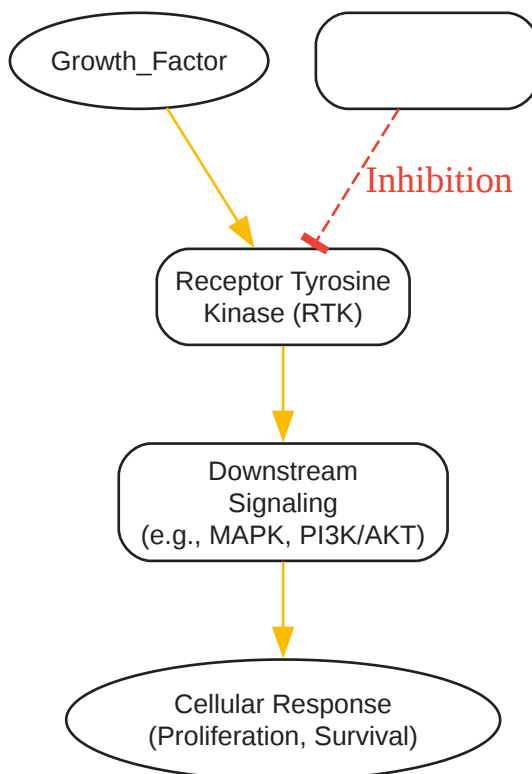 Growth_Factor
Inhibition
Receptor Tyrosine
Kinase (RTK)
Downstream
Signaling
(e.g., MAPK, PI3K/AKT)
Cellular Response
(Proliferation, Survival)